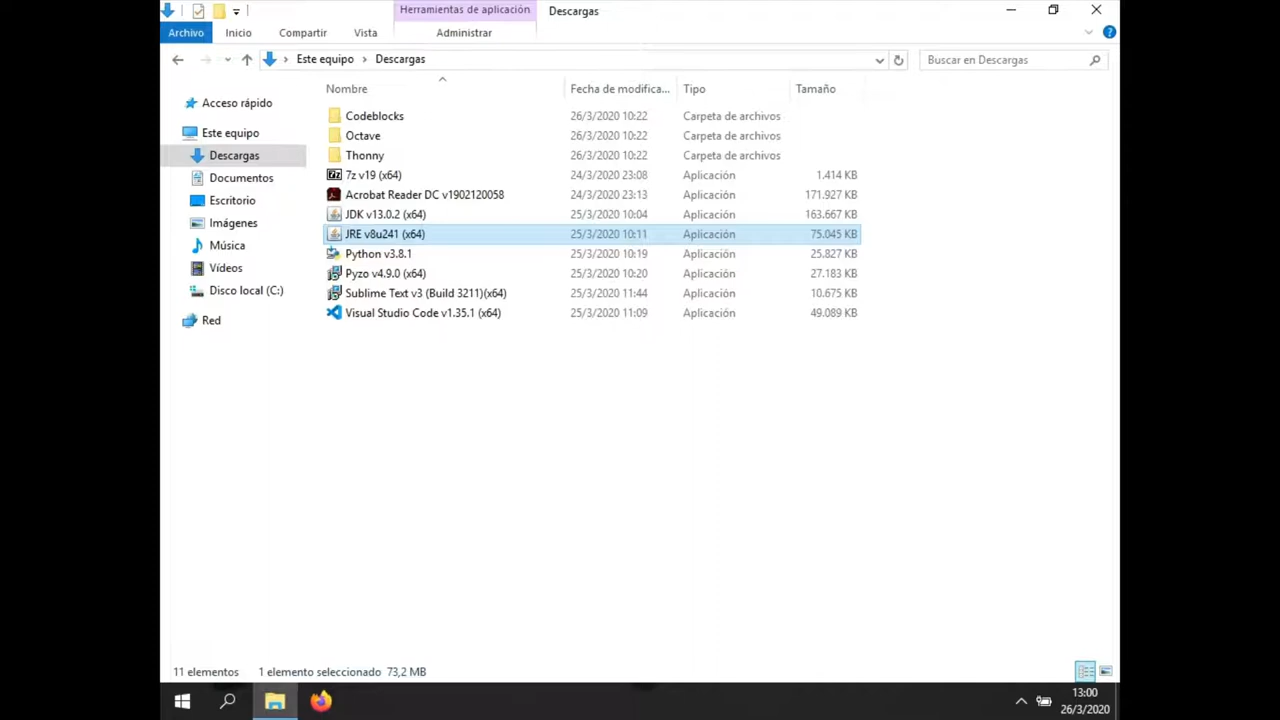 Herramientas de aplicación
Descargas
Archivo
Inicio
Compartir
Vista
Administrar
Este equipo
Descargas
Buscar en Descargas
Nombre
Fecha de modifica...
Tipo
Tamaño
Acceso rápido
Este equipo
Descargas
Documentos
Escritorio
Imágenes
Música
Vídeos
Disco local (C:)
Red
Codeblocks 26/3/2020 10:22 Carpeta de archivos
Octave 26/3/2020 10:22 Carpeta de archivos
Thonny 26/3/2020 10:22 Carpeta de archivos
7z v19 (x64) 24/3/2020 23:08 Aplicación 1.414 KB
Acrobat Reader DC v1902120058 24/3/2020 23:13 Aplicación 171.927 KB
JDK v13.0.2 (x64) 25/3/2020 10:04 Aplicación 163.667 KB
JRE v8u241 (x64) 25/3/2020 10:11 Aplicación 75.045 KB
Python v3.8.1 25/3/2020 10:19 Aplicación 25.827 KB
Pyzo v4.9.0 (x64) 25/3/2020 10:20 Aplicación 27.183 KB
Sublime Text v3 (Build 3211)(x64) 25/3/2020 11:44 Aplicación 10.675 KB
Visual Studio Code v1.35.1 (x64) 25/3/2020 11:09 Aplicación 49.089 KB
11 elementos
1 elemento seleccionado 73,2 MB
13:00
26/3/2020